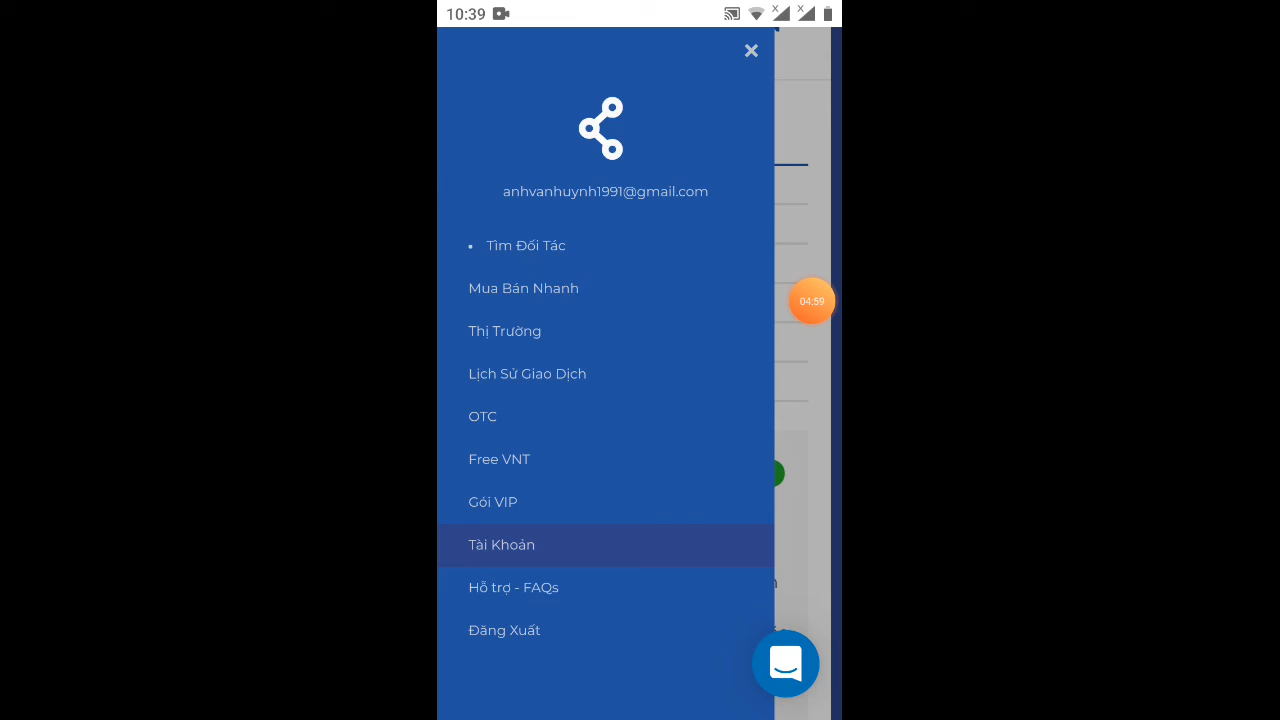 10:39
anhvanhuynh1991@gmail.com
Tìm Đối Tác
Mua Bán Nhanh
Thị Trường
04:59
Lịch Sử Giao Dịch
OTC
Free VNT
Gói VIP
Tài Khoản
Hỗ trợ - FAQs
Đăng Xuất